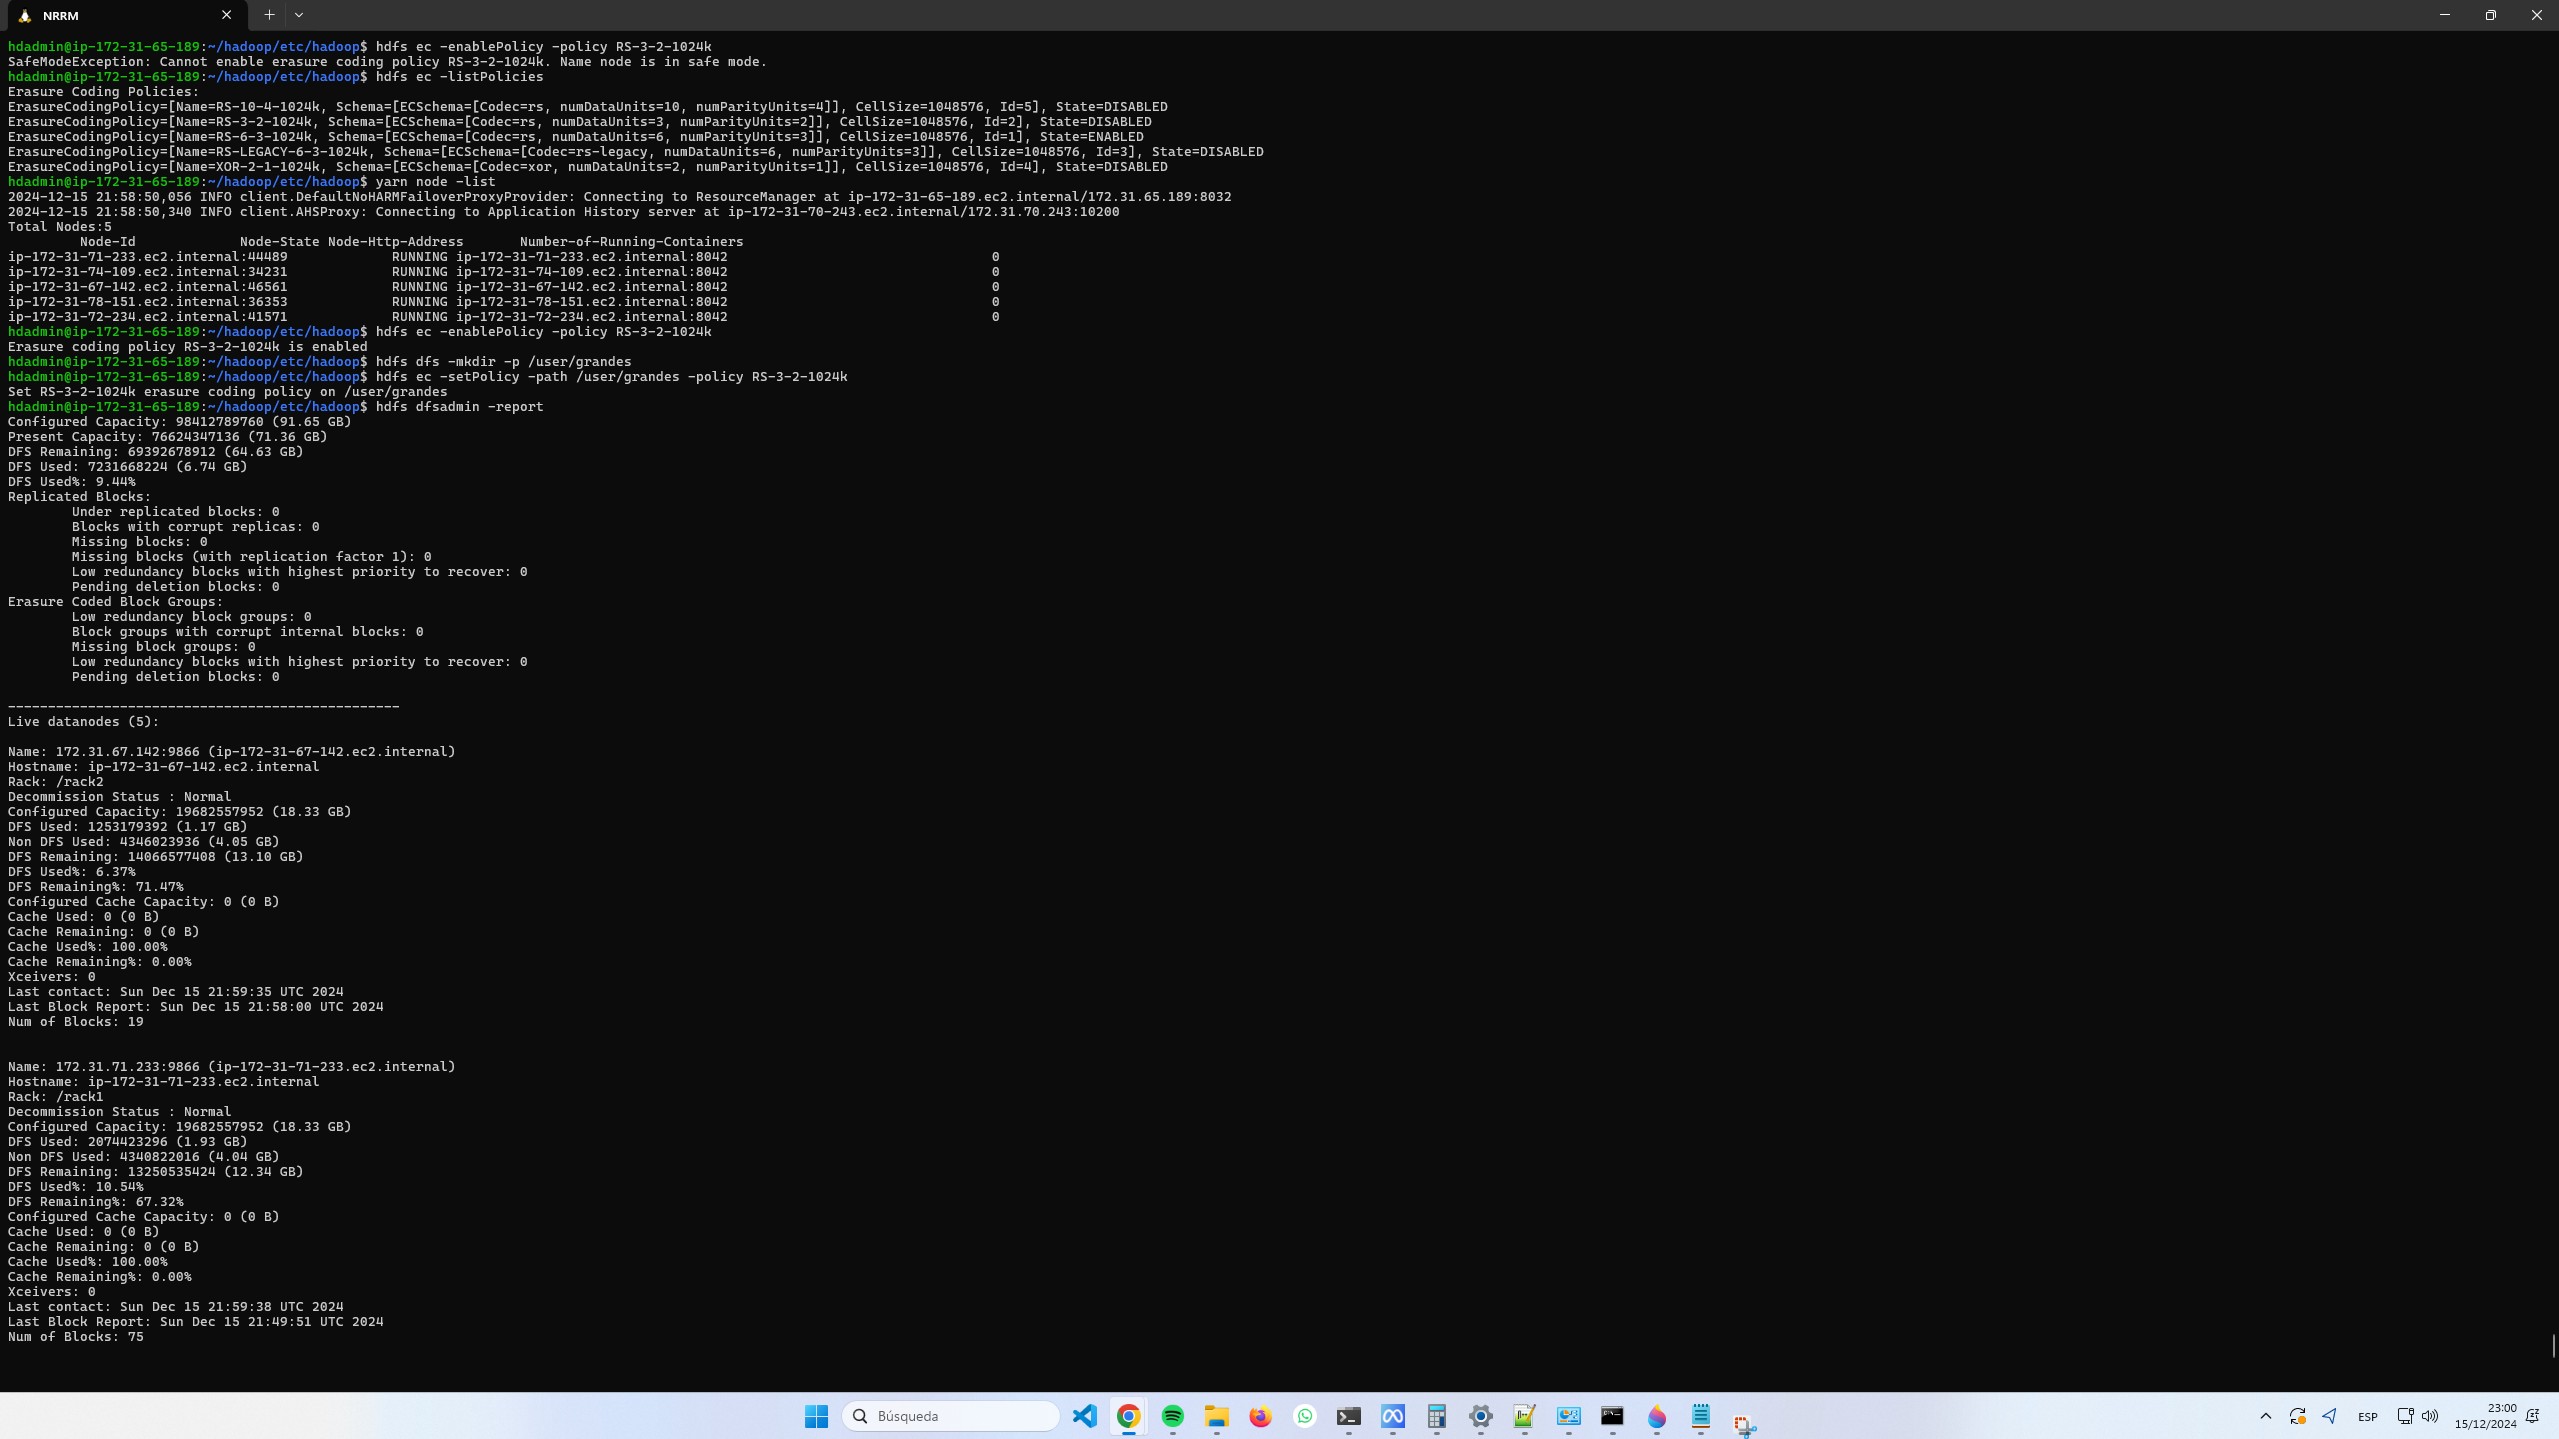 NRRM
hdadmin@ip-172-31-65-189:~/hadoop/etc/hadoop$ hdfs ec -enablePolicy -policy RS-3-2-1024k
SafeModeException: Cannot enable erasure coding policy RS-3-2-1024k. Name node is in safe mode.
hdadmin@ip-172-31-65-189:~/hadoop/etc/hadoop$ hdfs ec -listPolicies
Erasure Coding Policies:
ErasureCodingPolicy=[Name=RS-10-4-1024k, Schema=[ECSchema=[Codec=rs, numDataUnits=10, numParityUnits=4]], CellSize=1048576, Id=5], State=DISABLED
ErasureCodingPolicy=[Name=RS-3-2-1024k, Schema=[ECSchema=[Codec=rs, numDataUnits=3, numParityUnits=2]], CellSize=1048576, Id=2], State=DISABLED
ErasureCodingPolicy=[Name=RS-6-3-1024k, Schema=[ECSchema=[Codec=rs, numDataUnits=6, numParityUnits=3]], CellSize=1048576, Id=1], State=ENABLED
ErasureCodingPolicy=[Name=RS-LEGACY-6-3-1024k, Schema=[ECSchema=[Codec=rs-legacy, numDataUnits=6, numParityUnits=3]], CellSize=1048576, Id=3], State=DISABLED
ErasureCodingPolicy=[Name=XOR-2-1-1024k, Schema=[ECSchema=[Codec=xor, numDataUnits=2, numParityUnits=1]], CellSize=1048576, Id=4], State=DISABLED
hdadmin@ip-172-31-65-189:~/hadoop/etc/hadoop$ yarn node -list
2024-12-15 21:58:50,056 INFO client.DefaultNoHARMFailoverProxyProvider: Connecting to ResourceManager at ip-172-31-65-189.ec2.internal/172.31.65.189:8032
2024-12-15 21:58:50,340 INFO client.AHSProxy: Connecting to Application History server at ip-172-31-70-243.ec2.internal/172.31.70.243:10200
Total Nodes:5
Node-Id Node-State Node-Http-Address Number-of-Running-Containers
ip-172-31-71-233.ec2.internal:44489 RUNNING ip-172-31-71-233.ec2.internal:8042 0
ip-172-31-74-109.ec2.internal:34231 RUNNING ip-172-31-74-109.ec2.internal:8042 0
ip-172-31-67-142.ec2.internal:46561 RUNNING ip-172-31-67-142.ec2.internal:8042 0
ip-172-31-78-151.ec2.internal:36353 RUNNING ip-172-31-78-151.ec2.internal:8042 0
ip-172-31-72-234.ec2.internal:41571 RUNNING ip-172-31-72-234.ec2.internal:8042 0
hdadmin@ip-172-31-65-189:~/hadoop/etc/hadoop$ hdfs ec -enablePolicy -policy RS-3-2-1024k
Erasure coding policy RS-3-2-1024k is enabled
hdadmin@ip-172-31-65-189:~/hadoop/etc/hadoop$ hdfs dfs -mkdir -p /user/grandes
hdadmin@ip-172-31-65-189:~/hadoop/etc/hadoop$ hdfs ec -setPolicy -path /user/grandes -policy RS-3-2-1024k
Set RS-3-2-1024k erasure coding policy on /user/grandes
hdadmin@ip-172-31-65-189:~/hadoop/etc/hadoop$ hdfs dfsadmin -report
Configured Capacity: 98412789760 (91.65 GB)
Present Capacity: 76624347136 (71.36 GB)
DFS Remaining: 69392678912 (64.63 GB)
DFS Used: 7231668224 (6.74 GB)
DFS Used%: 9.44%
Replicated Blocks:
Under replicated blocks: 0
Blocks with corrupt replicas: 0
Missing blocks: 0
Missing blocks (with replication factor 1): 0
Low redundancy blocks with highest priority to recover: 0
Pending deletion blocks: 0
Erasure Coded Block Groups:
Low redundancy block groups: 0
Block groups with corrupt internal blocks: 0
Missing block groups: 0
Low redundancy blocks with highest priority to recover: 0
Pending deletion blocks: 0
-------------------------------------------------
Live datanodes (5):
Name: 172.31.67.142:9866 (ip-172-31-67-142.ec2.internal)
Hostname: ip-172-31-67-142.ec2.internal
Rack: /rack2
Decommission Status : Normal
Configured Capacity: 19682557952 (18.33 GB)
DFS Used: 1253179392 (1.17 GB)
Non DFS Used: 4346023936 (4.05 GB)
DFS Remaining: 14066577408 (13.10 GB)
DFS Used%: 6.37%
DFS Remaining%: 71.47%
Configured Cache Capacity: 0 (0 B)
Cache Used: 0 (0 B)
Cache Remaining: 0 (0 B)
Cache Used%: 100.00%
Cache Remaining%: 0.00%
Xceivers: 0
Last contact: Sun Dec 15 21:59:35 UTC 2024
Last Block Report: Sun Dec 15 21:58:00 UTC 2024
Num of Blocks: 19
Name: 172.31.71.233:9866 (ip-172-31-71-233.ec2.internal)
Hostname: ip-172-31-71-233.ec2.internal
Rack: /rack1
Decommission Status : Normal
Configured Capacity: 19682557952 (18.33 GB)
DFS Used: 2074423296 (1.93 GB)
Non DFS Used: 4340822016 (4.04 GB)
DFS Remaining: 13250535424 (12.34 GB)
DFS Used%: 10.54%
DFS Remaining%: 67.32%
Configured Cache Capacity: 0 (0 B)
Cache Used: 0 (0 B)
Cache Remaining: 0 (0 B)
Cache Used%: 100.00%
Cache Remaining%: 0.00%
Xceivers: 0
Last contact: Sun Dec 15 21:59:38 UTC 2024
Last Block Report: Sun Dec 15 21:49:51 UTC 2024
Num of Blocks: 75
Búsqueda
ESP
23:00
15/12/2024